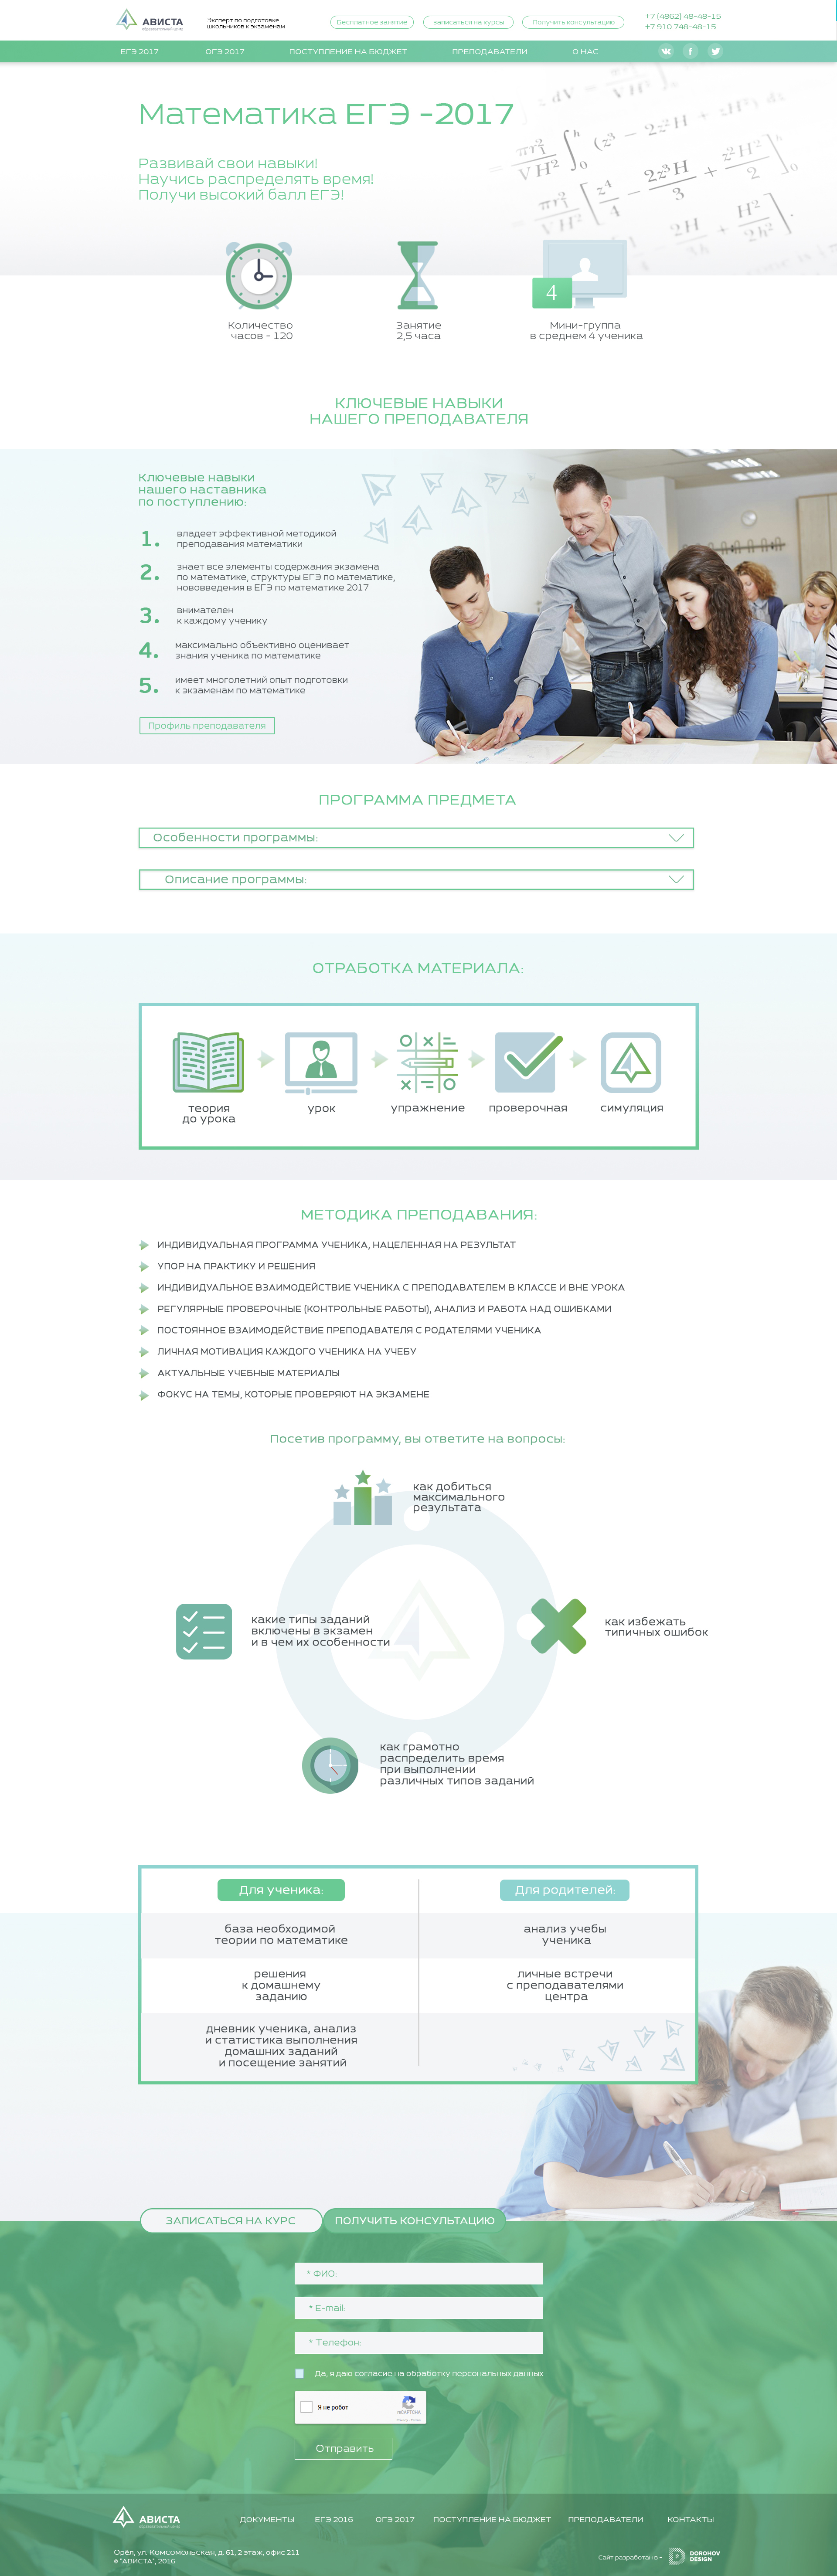 АВИСТА
образовательный центр
Эксперт по подготовке
школьников к экзаменам
Бесплатное занятие
записаться на курсы
Получить консультацию
+7 (4862) 48-48-15
+7 910 748-48-15
ЕГЭ 2017
ОГЭ 2017
ПОСТУПЛЕНИЕ НА БЮДЖЕТ
ПРЕПОДАВАТЕЛИ
О НАС
Математика ЕГЭ -2017
Развивай свои навыки!
Научись распределять время!
Получи высокий балл ЕГЭ!
4
Количество
часов - 120
Занятие
2,5 часа
Мини-группа
в среднем 4 ученика
КЛЮЧЕВЫЕ НАВЫКИ
НАШЕГО ПРЕПОДАВАТЕЛЯ
Ключевые навыки
нашего наставника
по поступлению:
1. владеет эффективной методикой
преподавания математики
2. знает все элементы содержания экзамена
по математике, структуры ЕГЭ по математике,
нововведения в ЕГЭ по математике 2017
3. внимателен
к каждому ученику
4. максимально объективно оценивает
знания ученика по математике
5. имеет многолетний опыт подготовки
к экзаменам по математике
Профиль преподавателя
ПРОГРАММА ПРЕДМЕТА
Особенности программы:
Описание программы:
ОТРАБОТКА МАТЕРИАЛА:
теория
до урока
урок
упражнение
проверочная
симуляция
МЕТОДИКА ПРЕПОДАВАНИЯ:
ИНДИВИДУАЛЬНАЯ ПРОГРАММА УЧЕНИКА, НАЦЕЛЕННАЯ НА РЕЗУЛЬТАТ
УПОР НА ПРАКТИКУ И РЕШЕНИЯ
ИНДИВИДУАЛЬНОЕ ВЗАИМОДЕЙСТВИЕ УЧЕНИКА С ПРЕПОДАВАТЕЛЕМ В КЛАССЕ И ВНЕ УРОКА
РЕГУЛЯРНЫЕ ПРОВЕРОЧНЫЕ (КОНТРОЛЬНЫЕ РАБОТЫ), АНАЛИЗ И РАБОТА НАД ОШИБКАМИ
ПОСТОЯННОЕ ВЗАИМОДЕЙСТВИЕ ПРЕПОДАВАТЕЛЯ С РОДАТЕЛЯМИ УЧЕНИКА
ЛИЧНАЯ МОТИВАЦИЯ КАЖДОГО УЧЕНИКА НА УЧЕБУ
АКТУАЛЬНЫЕ УЧЕБНЫЕ МАТЕРИАЛЫ
ФОКУС НА ТЕМЫ, КОТОРЫЕ ПРОВЕРЯЮТ НА ЭКЗАМЕНЕ
Посетив программу, вы ответите на вопросы:
как добиться
максимального
результата
какие типы заданий
включены в экзамен
и в чем их особенности
как избежать
типичных ошибок
как грамотно
распределить время
при выполнении
различных типов заданий
Для ученика:
Для родителей:
база необходимой
теории по математике
анализ учебы
ученика
решения
к домашнему
заданию
личные встречи
с преподавателями
центра
дневник ученика, анализ
и статистика выполнения
домашних заданий
и посещение занятий
ЗАПИСАТЬСЯ НА КУРС
ПОЛУЧИТЬ КОНСУЛЬТАЦИЮ
* ФИО:
* E-mail:
* Телефон:
Да, я даю согласие на обработку персональных данных
Я не робот
reCAPTCHA
Отправить
АВИСТА
образовательный центр
ДОКУМЕНТЫ
ЕГЭ 2016
ОГЭ 2017
ПОСТУПЛЕНИЕ НА БЮДЖЕТ
ПРЕПОДАВАТЕЛИ
КОНТАКТЫ
Орёл, ул. Комсомольская, д. 61, 2 этаж, офис 211
© "АВИСТА", 2016
Сайт разработан в -
DOROHOV
DESIGN